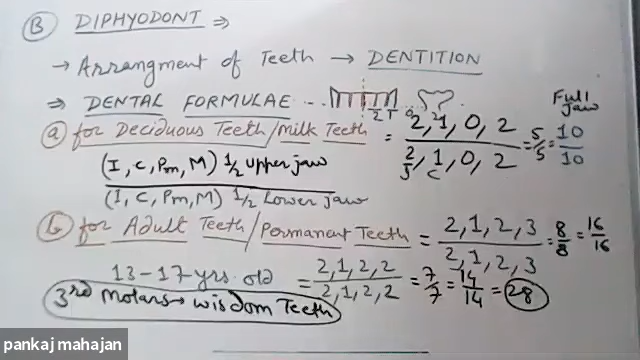 B DIPHYODONT ⇒
→ Arrangment of Teeth → DENTITION
⇒ DENTAL FORMULAE ...
Full Jaw
a for Deciduous Teeth/Milk Teeth = 2, 1, 0, 2 / 2, 1, 0, 2 = 5/5 = 10/10
(I, C, Pm, M) 1/2 upper jaw
(I, C, Pm, M) 1/2 Lower jaw
b for Adult Teeth/Permanent Teeth = 2, 1, 2, 3 / 2, 1, 2, 3 = 8/8 = 16/16
13-17 yrs. old = 2, 1, 2, 2 / 2, 1, 2, 2 = 7/7 = 14/14 = 28
3rd Molars → wisdom Teeth
pankaj mahajan